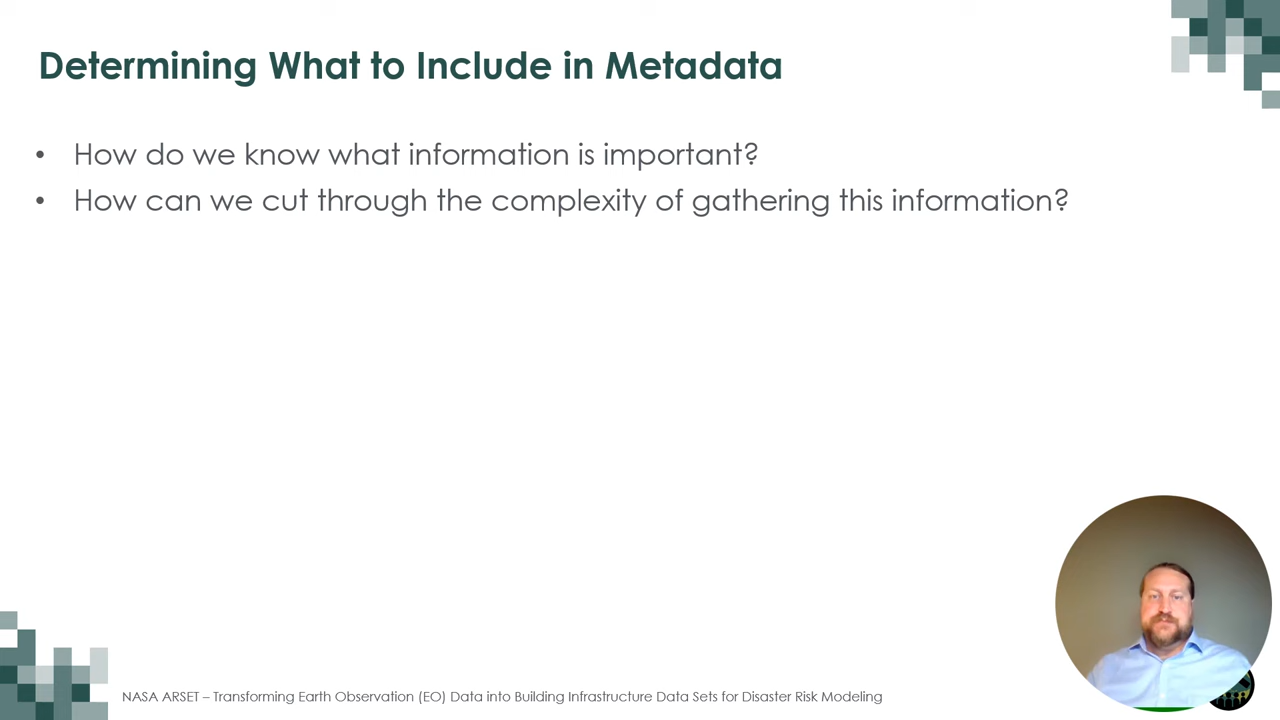 Determining What to Include in Metadata
• How do we know what information is important?
• How can we cut through the complexity of gathering this information?
NASA ARSET – Transforming Earth Observation (EO) Data into Building Infrastructure Data Sets for Disaster Risk Modeling